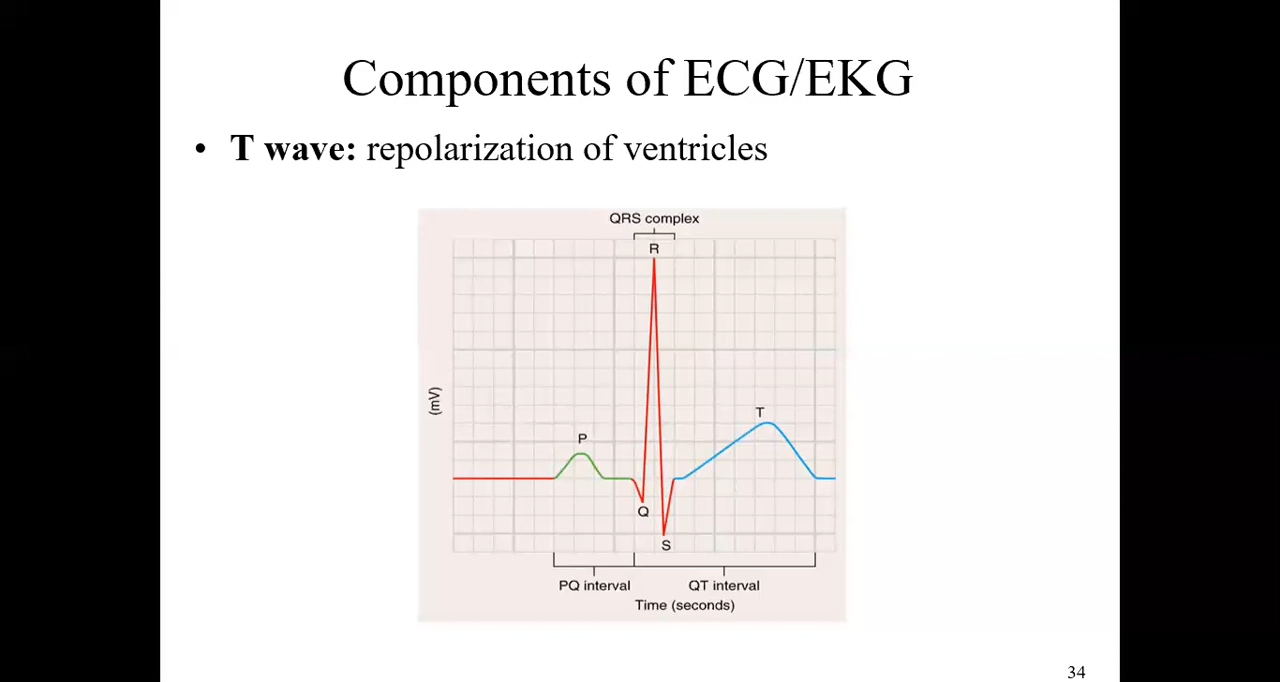 Components of ECG/EKG
• T wave: repolarization of ventricles
QRS complex
R
T
(mV)
P
Q
S
PQ interval
QT interval
Time (seconds)
34